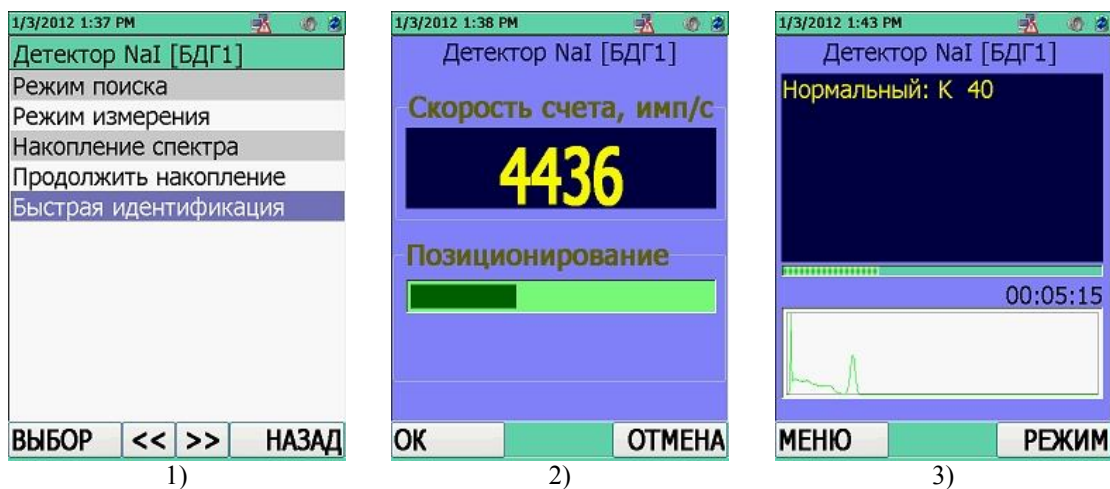 1/3/2012 1:37 PM
Детектор NaI [БДГ1]
Режим поиска
Режим измерения
Накопление спектра
Продолжить накопление
Быстрая идентификация
ВЫБОР << >> НАЗАД
1)
1/3/2012 1:38 PM
Детектор NaI [БДГ1]
Скорость счета, имп/с
4436
Позиционирование
ОК ОТМЕНА
2)
1/3/2012 1:43 PM
Детектор NaI [БДГ1]
Нормальный: K 40
00:05:15
МЕНЮ РЕЖИМ
3)